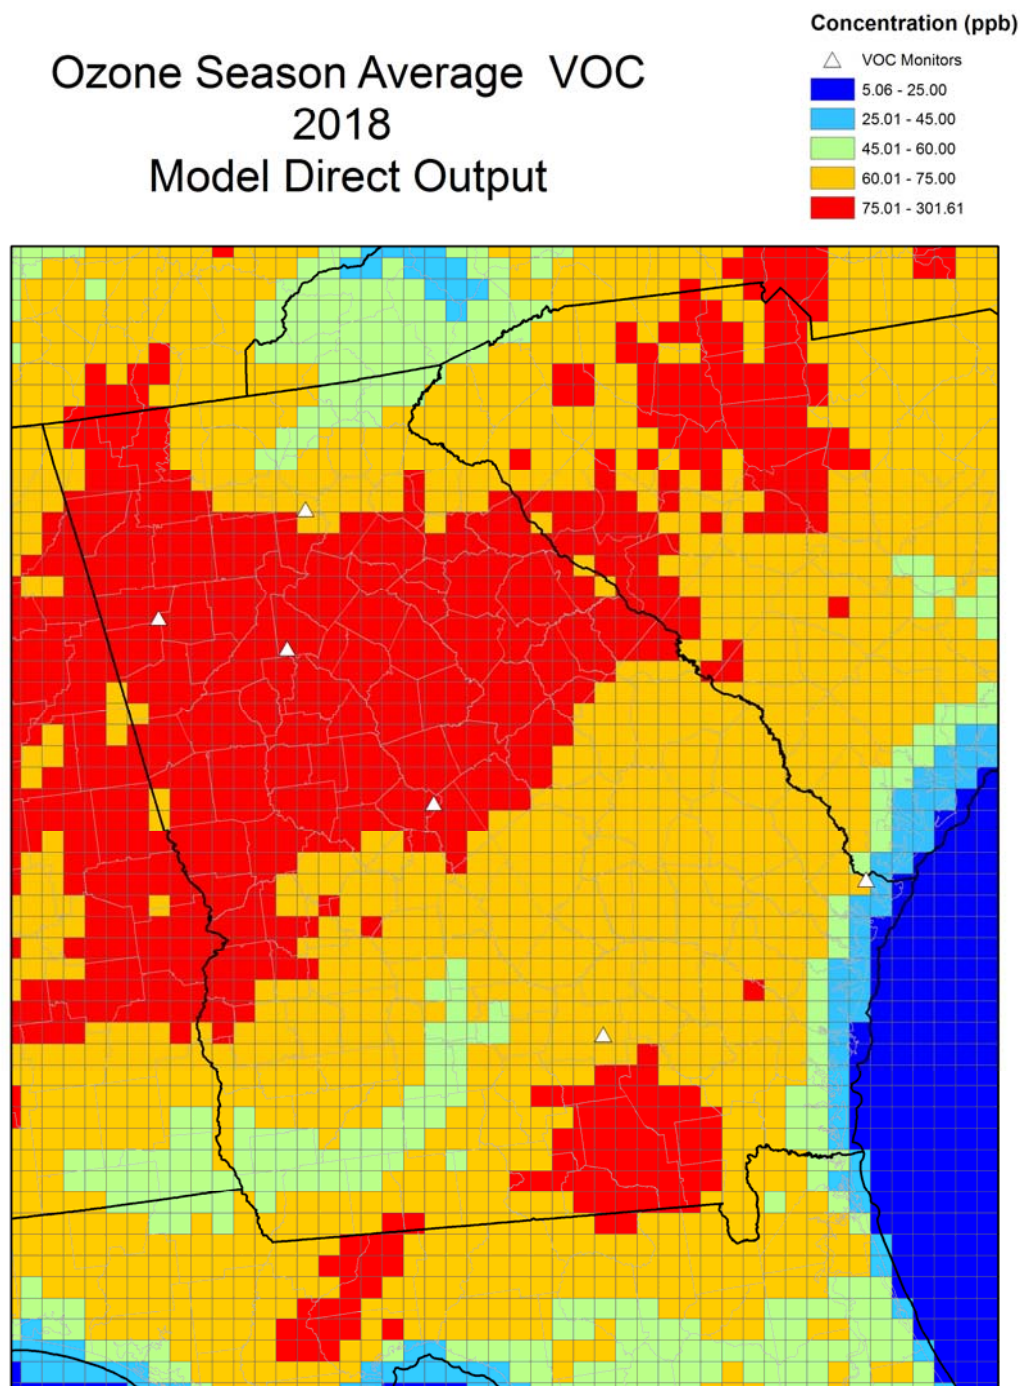 Ozone Season Average VOC
2018
Model Direct Output
Concentration (ppb)
VOC Monitors
5.06 - 25.00
25.01 - 45.00
45.01 - 60.00
60.01 - 75.00
75.01 - 301.61